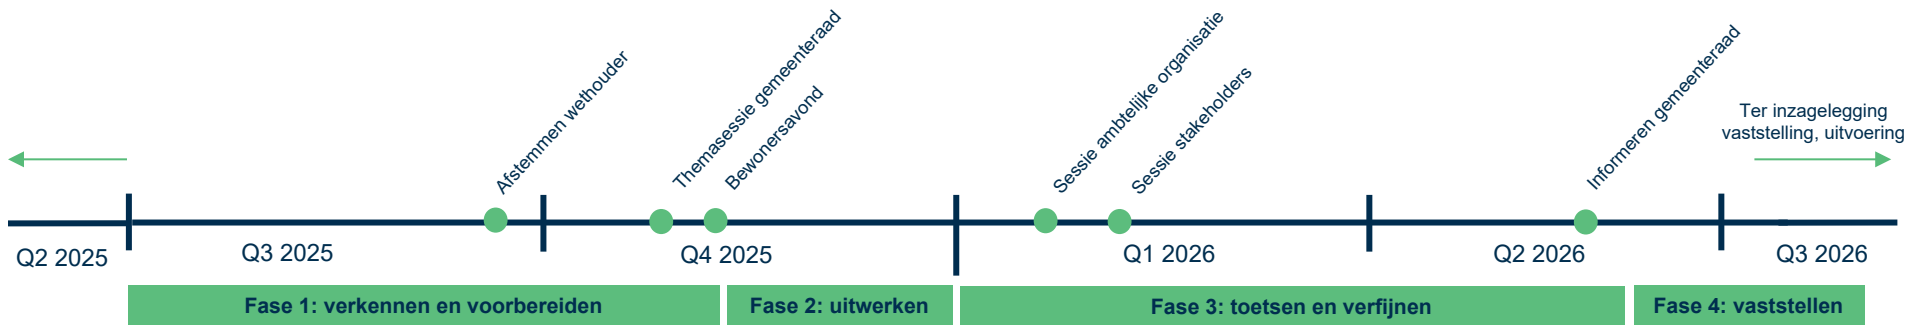 Afstemmen wethouder
Themasessie gemeenteraad
Bewonersavond
Sessie ambtelijke organisatie
Sessie stakeholders
Informeren gemeenteraad
Ter inzagelegging
vaststelling, uitvoering
Q2 2025
Q3 2025
Q4 2025
Q1 2026
Q2 2026
Q3 2026
Fase 1: verkennen en voorbereiden
Fase 2: uitwerken
Fase 3: toetsen en verfijnen
Fase 4: vaststellen